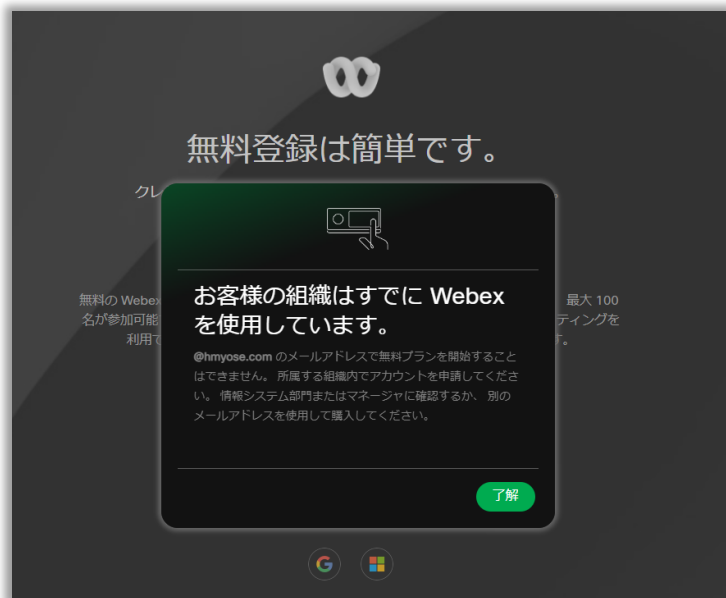 無料登録は簡単です。
クレ
無料の Webex
最大 100
名が参加可能
ティングを
利用で
す。
お客様の組織はすでに Webex
を使用しています。
@hmyose.com のメールアドレスで無料プランを開始すること
はできません。 所属する組織内でアカウントを申請してくださ
い。 情報システム部門またはマネージャに確認するか、 別の
メールアドレスを使用して購入してください。
了解